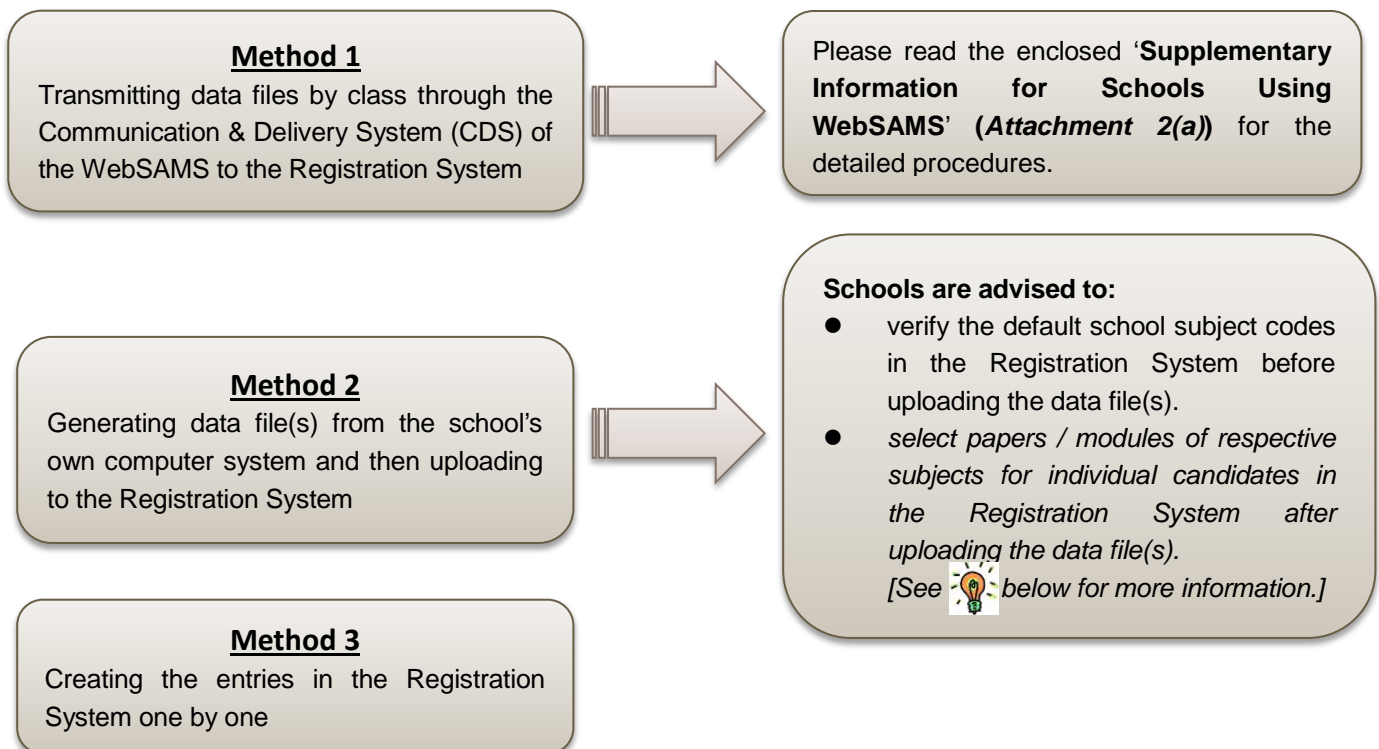 Method 1
Transmitting data files by class through the
Communication & Delivery System (CDS) of
the WebSAMS to the Registration System
Please read the enclosed ‘Supplementary
Information for Schools Using
WebSAMS’ (Attachment 2(a)) for the
detailed procedures.
Method 2
Generating data file(s) from the school’s
own computer system and then uploading
to the Registration System
Schools are advised to:
● verify the default school subject codes
in the Registration System before
uploading the data file(s).
● select papers / modules of respective
subjects for individual candidates in
the Registration System after
uploading the data file(s).
[See below for more information.]
Method 3
Creating the entries in the Registration
System one by one